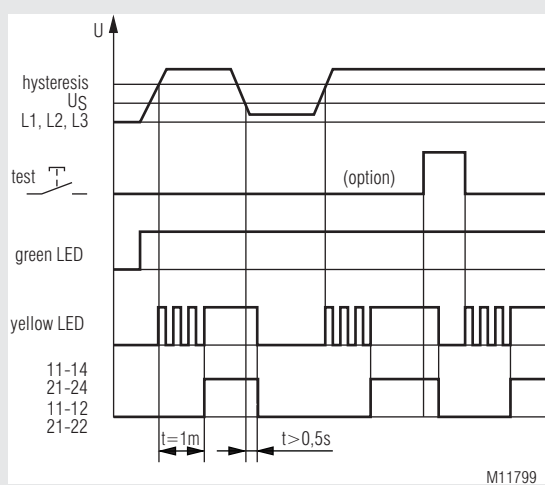 U
hysteresis
US
L1, L2, L3
test
(option)
green LED
yellow LED
11-14
21-24
11-12
21-22
t=1m
t>0,5s
M11799